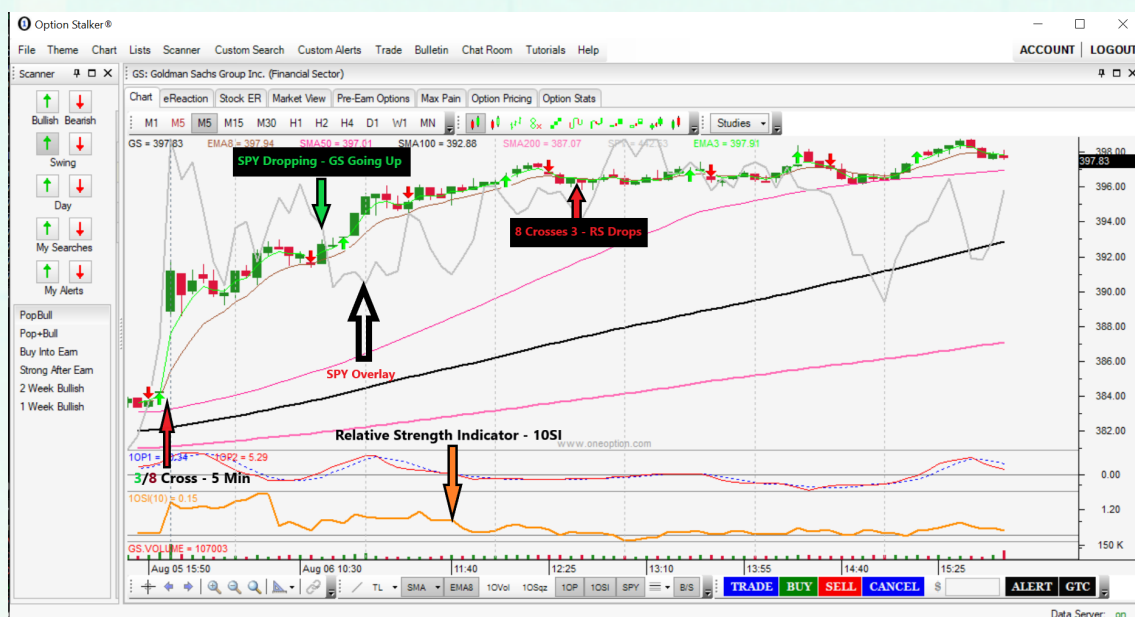 Option Stalker®
File Theme Chart Lists Scanner Custom Search Custom Alerts Trade Bulletin Chat Room Tutorials Help ACCOUNT LOGOUT
Scanner
GS: Goldman Sachs Group Inc. (Financial Sector)
Chart eReaction Stock ER Market View Pre-Earn Options Max Pain Option Pricing Option Stats
M1 M5 M5 M15 M30 H1 H2 H4 D1 W1 MN Studies
Bullish Bearish
Swing
Day
My Searches
My Alerts
PopBull
Pop+Bull
Buy Into Earn
Strong After Earn
2 Week Bullish
1 Week Bullish
GS = 397.83 EMA8 = 397.94 SMA50 = 397.01 SMA100 = 392.88 SMA200 = 387.07 EMA3 = 397.91
SPY Dropping - GS Going Up
8 Crosses 3 - RS Drops
SPY Overlay
Relative Strength Indicator - 10SI
www.oneoption.com
3/8 Cross - 5 Min
398.00
397.83
396.00
394.00
392.00
390.00
388.00
386.00
384.00
382.00
1OP1 = 1OP2 = 5.29
0.00
1OSI(10) = 0.15
1.20
GS.VOLUME = 107003
150 K
Aug 05 15:50 Aug 06 10:30 11:40 12:25 13:10 13:55 14:40 15:25
TL SMA EMA8 1OVol 1OSqz 1OP 1OSI SPY B/S TRADE BUY SELL CANCEL $ ALERT GTC
Data Server: on